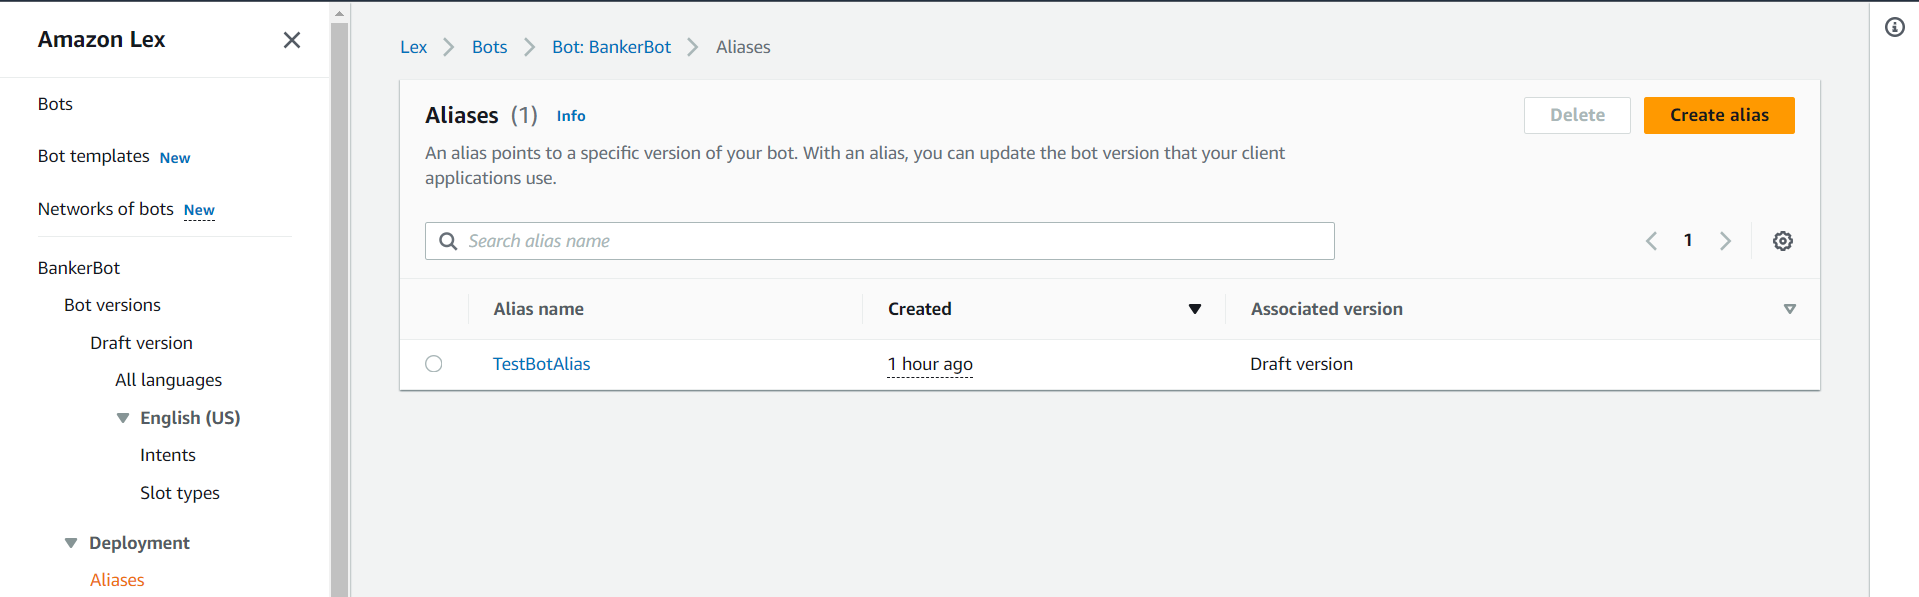 Amazon Lex
Bots
Bot templates New
Networks of bots New
BankerBot
Bot versions
Draft version
All languages
English (US)
Intents
Slot types
Deployment
Aliases
Lex Bots Bot: BankerBot Aliases
Aliases (1) Info
Delete Create alias
An alias points to a specific version of your bot. With an alias, you can update the bot version that your client
applications use.
Search alias name
1
Alias name Created Associated version
TestBotAlias 1 hour ago Draft version